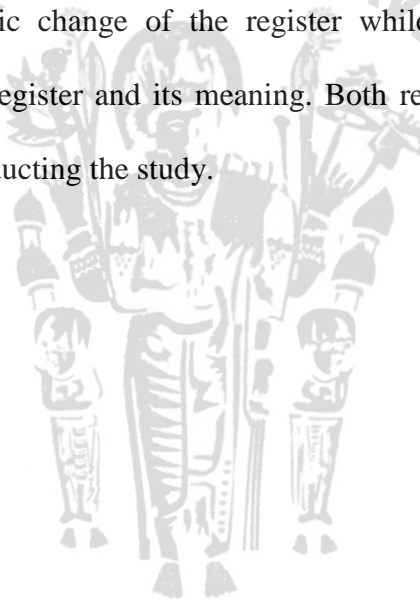 ic change of the register while
egister and its meaning. Both re
ucting the study.